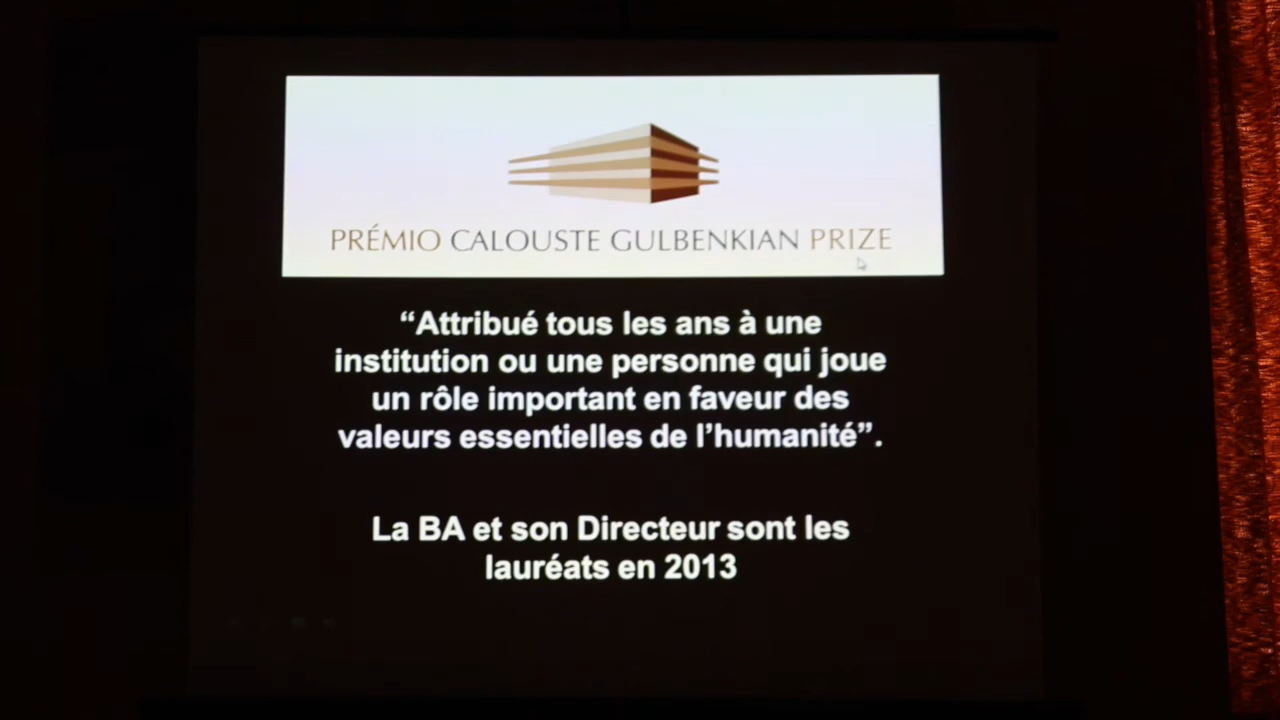 PRÉMIO CALOUSTE GULBENKIAN PRIZE
“Attribué tous les ans à une
institution ou une personne qui joue
un rôle important en faveur des
valeurs essentielles de l’humanité”.
La BA et son Directeur sont les
lauréats en 2013